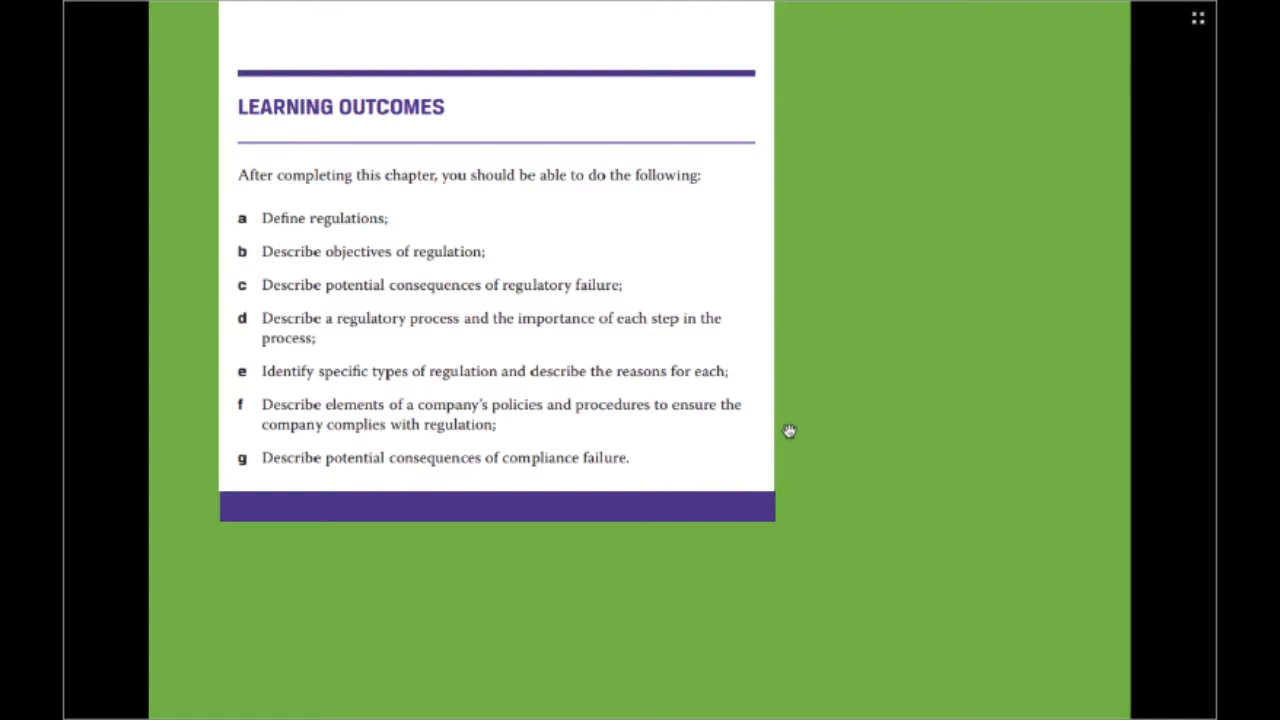 LEARNING OUTCOMES
After completing this chapter, you should be able to do the following:
a Define regulations;
b Describe objectives of regulation;
c Describe potential consequences of regulatory failure;
d Describe a regulatory process and the importance of each step in the
process;
e Identify specific types of regulation and describe the reasons for each;
f Describe elements of a company's policies and procedures to ensure the
company complies with regulation;
g Describe potential consequences of compliance failure.